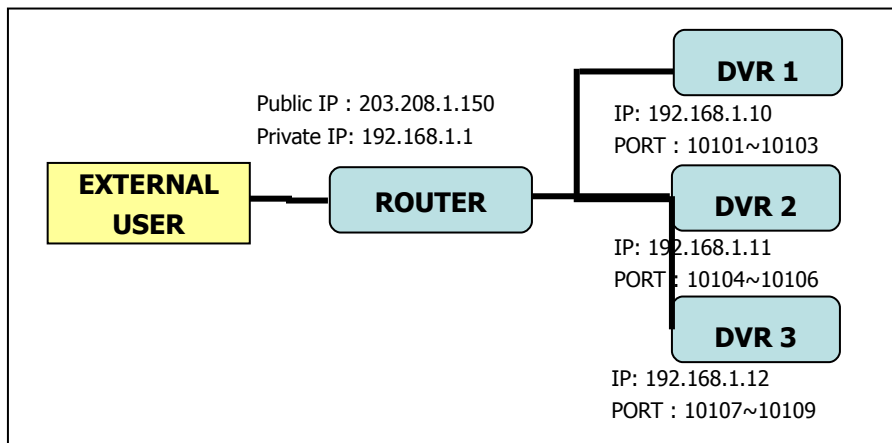 Public IP : 203.208.1.150
Private IP: 192.168.1.1
EXTERNAL
USER
ROUTER
DVR 1
IP: 192.168.1.10
PORT : 10101~10103
DVR 2
IP: 192.168.1.11
PORT : 10104~10106
DVR 3
IP: 192.168.1.12
PORT : 10107~10109